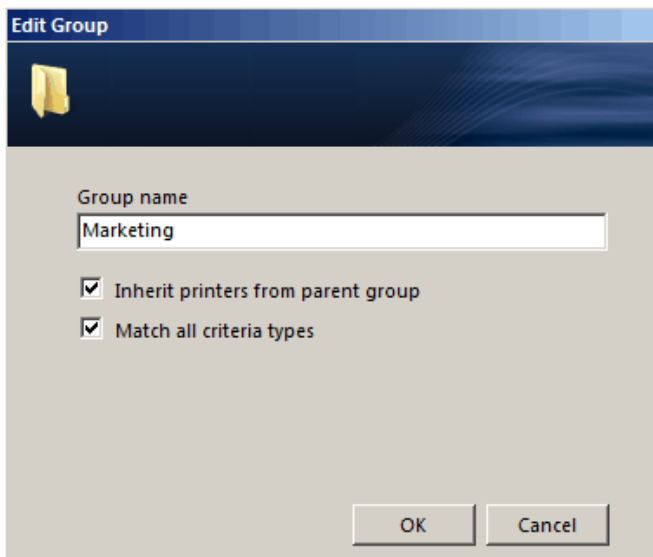 Edit Group
Group name
Marketing
Inherit printers from parent group
Match all criteria types
OK Cancel